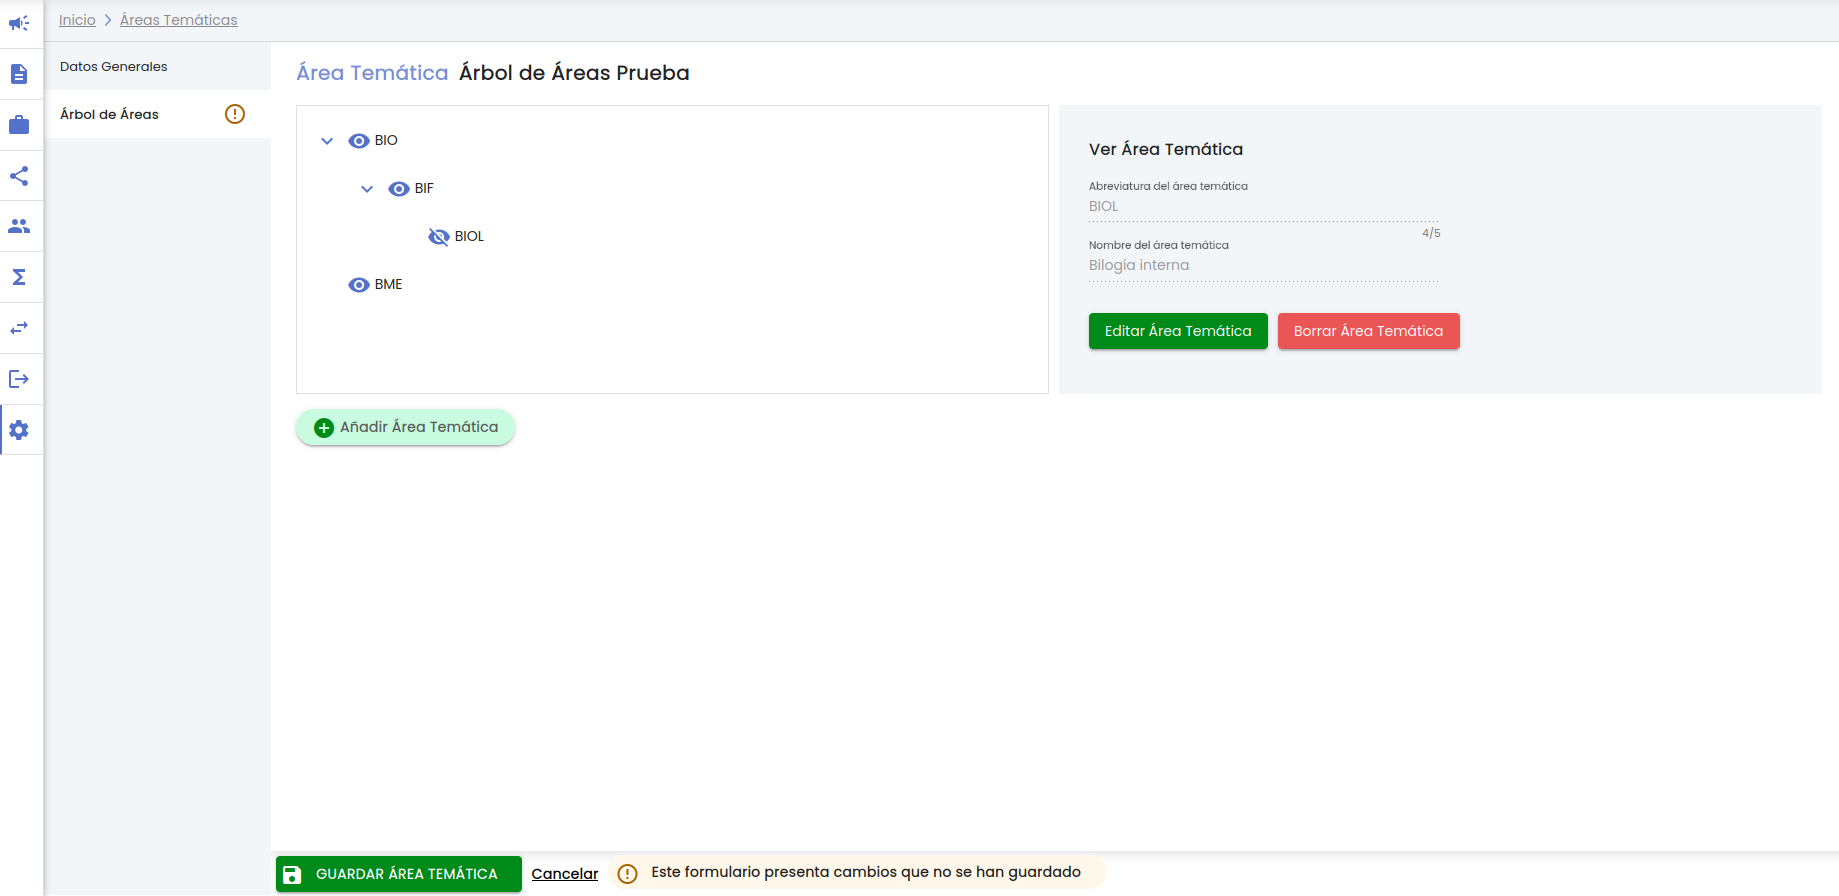 Inicio > Áreas Temáticas
Datos Generales
Árbol de Áreas
Área Temática Árbol de Áreas Prueba
BIO
BIF
BIOL
BME
Ver Área Temática
Abreviatura del área temática
BIOL
4/5
Nombre del área temática
Bilogía interna
Editar Área Temática
Borrar Área Temática
Añadir Área Temática
GUARDAR ÁREA TEMÁTICA
Cancelar
Este formulario presenta cambios que no se han guardado